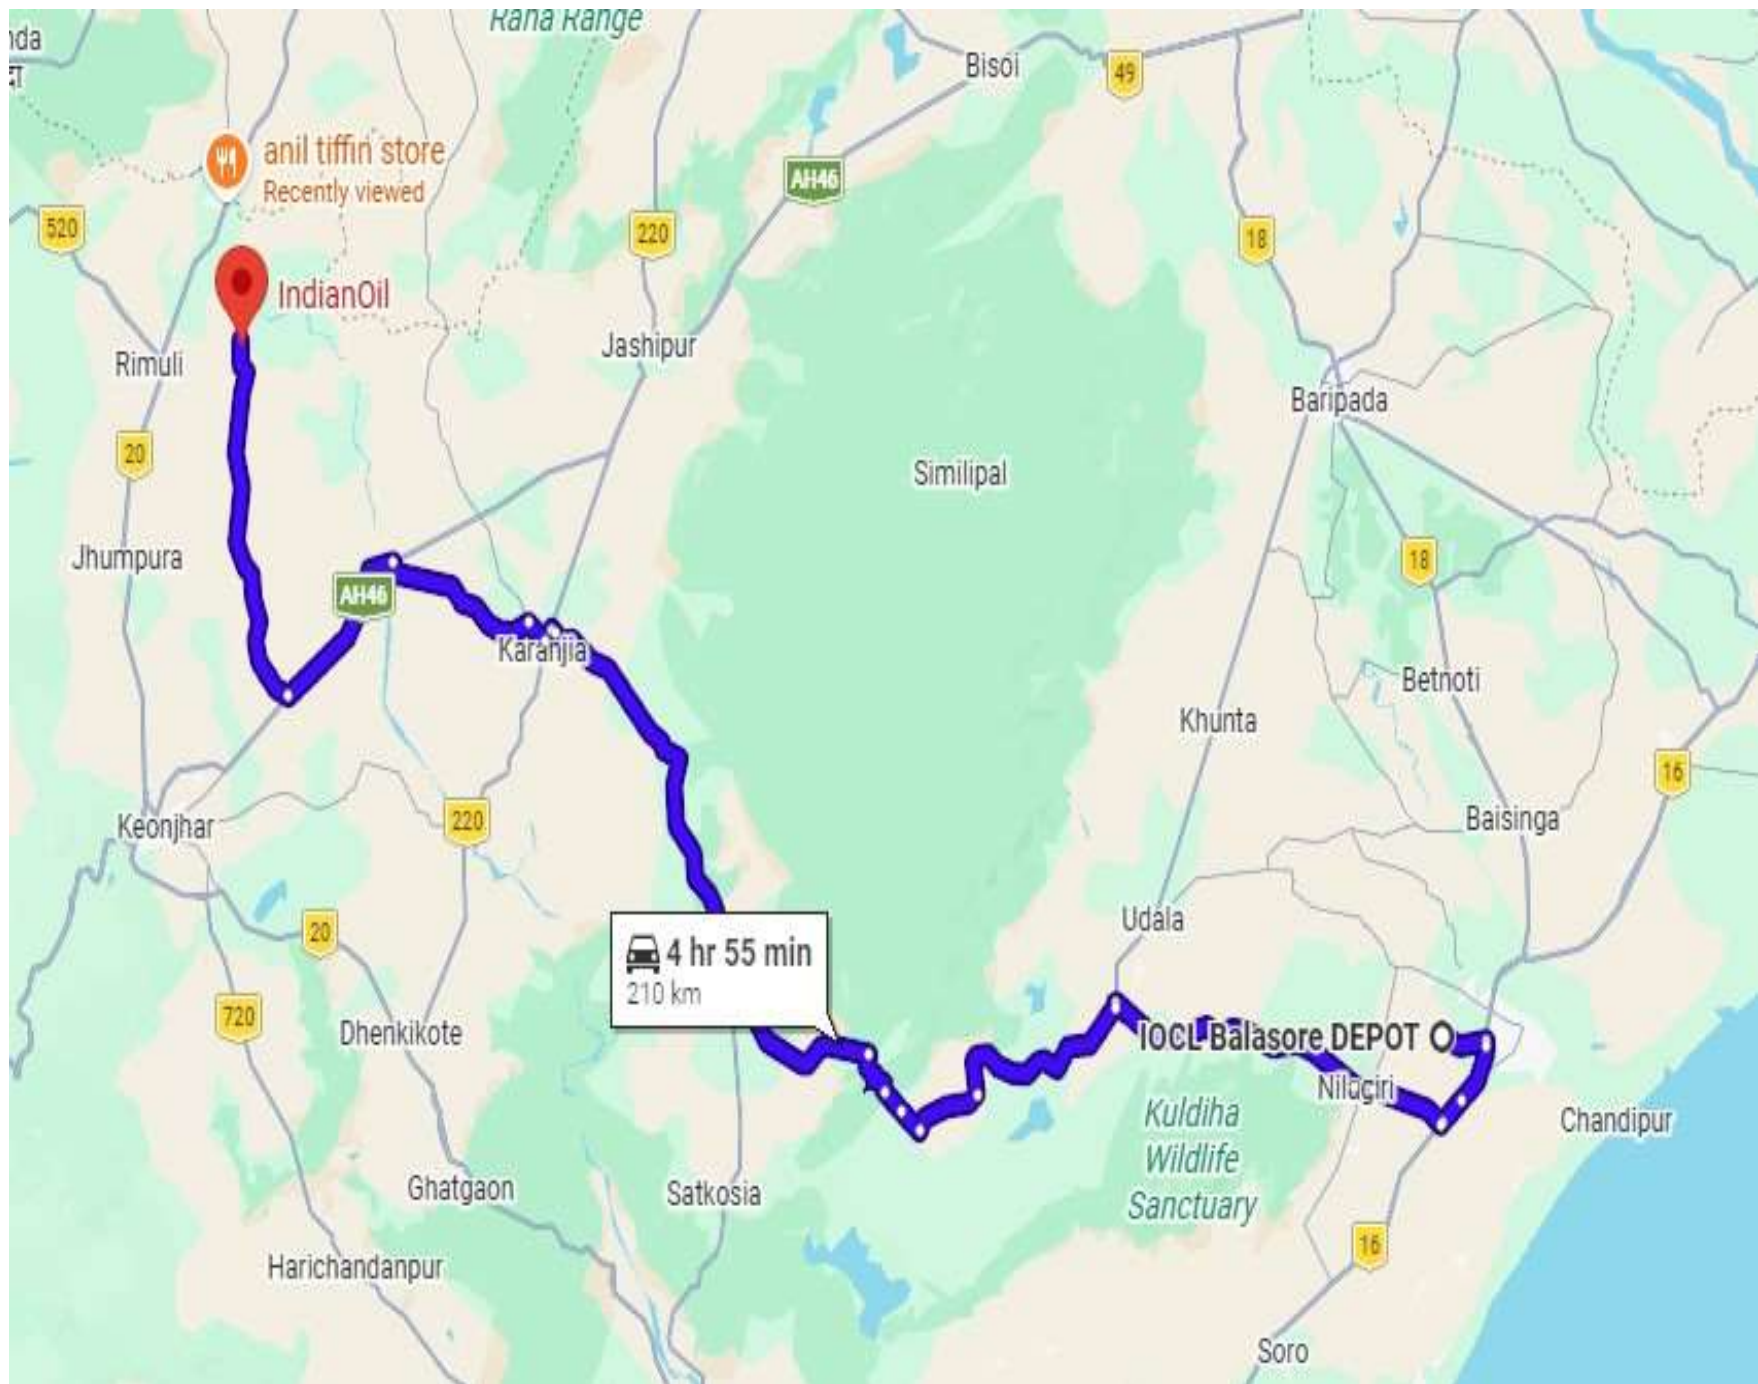 Raha Range
nda
Bisoi
49
anil tiffin store
Recently viewed
AH46
520
220
18
IndianOil
Rimuli
Jashipur
Baripada
20
Similipal
Jhumpura
18
AH46
Karanjia
Betnoti
Khunta
16
Keonjhar
220
Baisinga
20
Udala
4 hr 55 min
210 km
720
Dhenkikote
IOCL Balasore DEPOT
Nilagiri
Kuldiha
Wildlife
Sanctuary
Chandipur
Ghatgaon
Satkosia
16
Harichandanpur
Soro